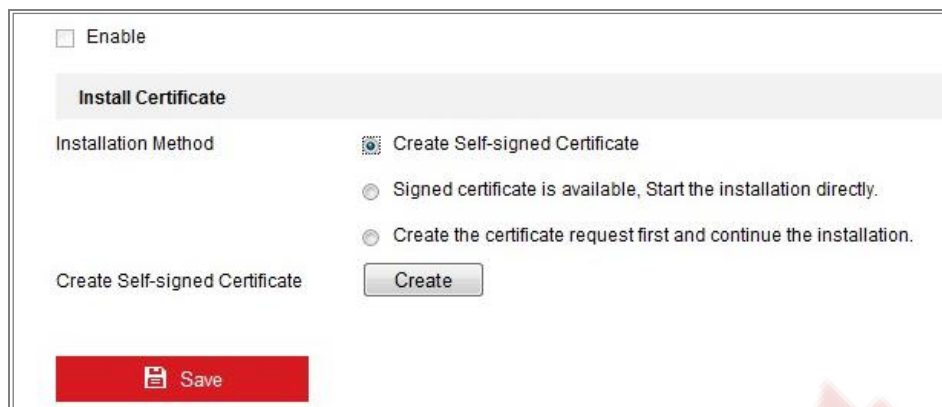 Enable
Install Certificate
Installation Method
Create Self-signed Certificate
Signed certificate is available, Start the installation directly.
Create the certificate request first and continue the installation.
Create Self-signed Certificate
Create
Save